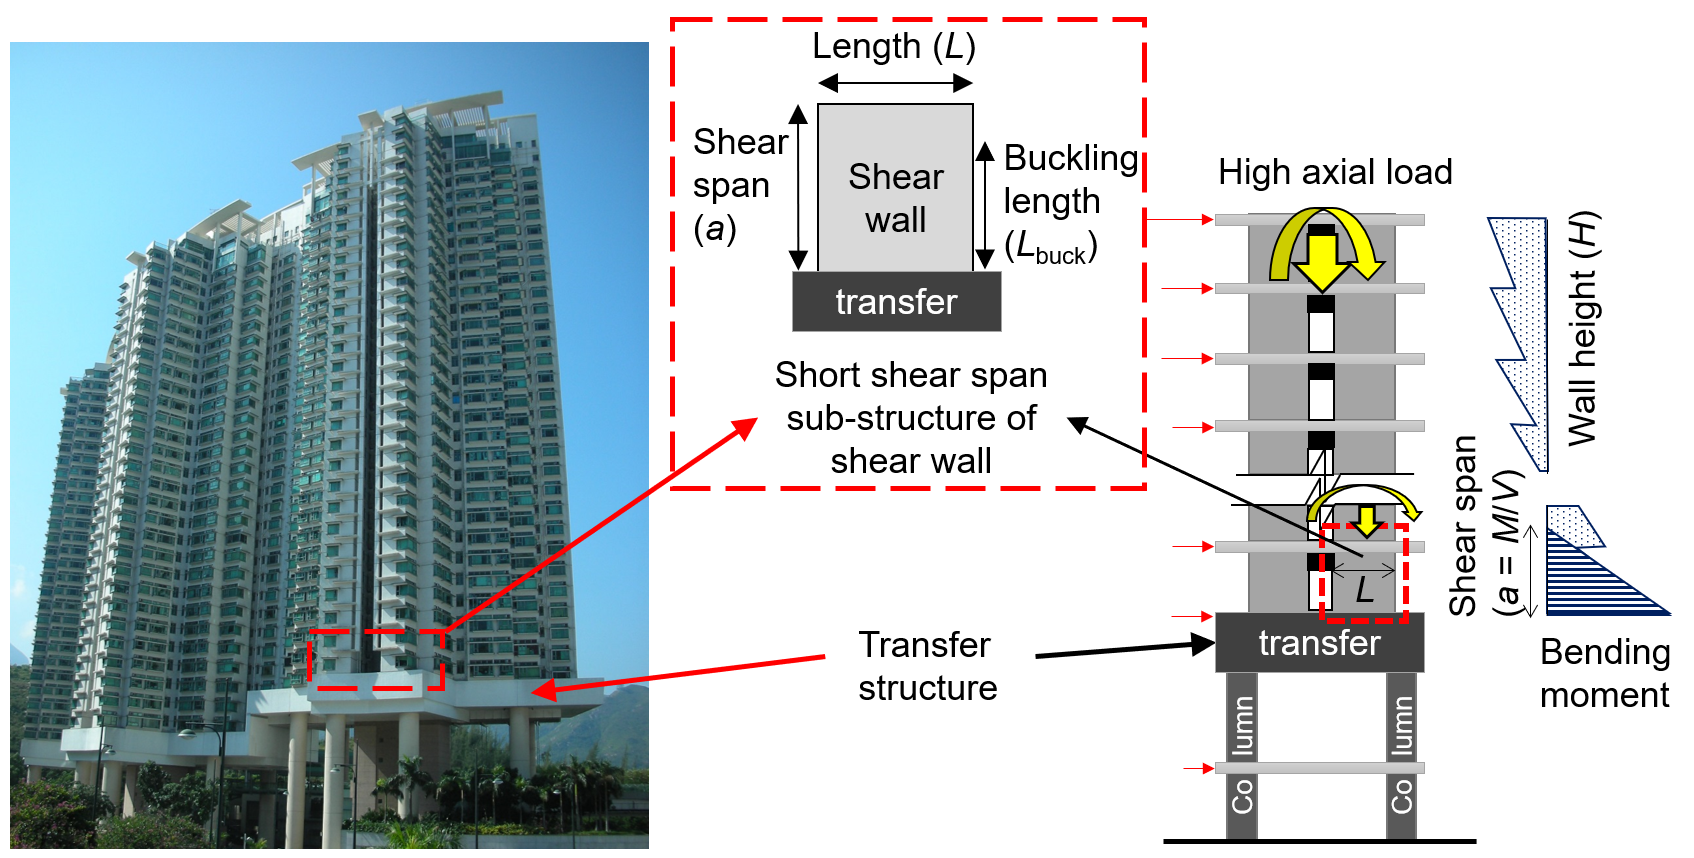 Length (L)
Shear
span
(a)
Shear
wall
Buckling
length
(Lbuck)
transfer
Short shear span
sub-structure of
shear wall
Transfer
structure
High axial load
Wall height (H)
L
Shear span
(a = M/V)
transfer
Bending
moment
Co lumn
Co lumn